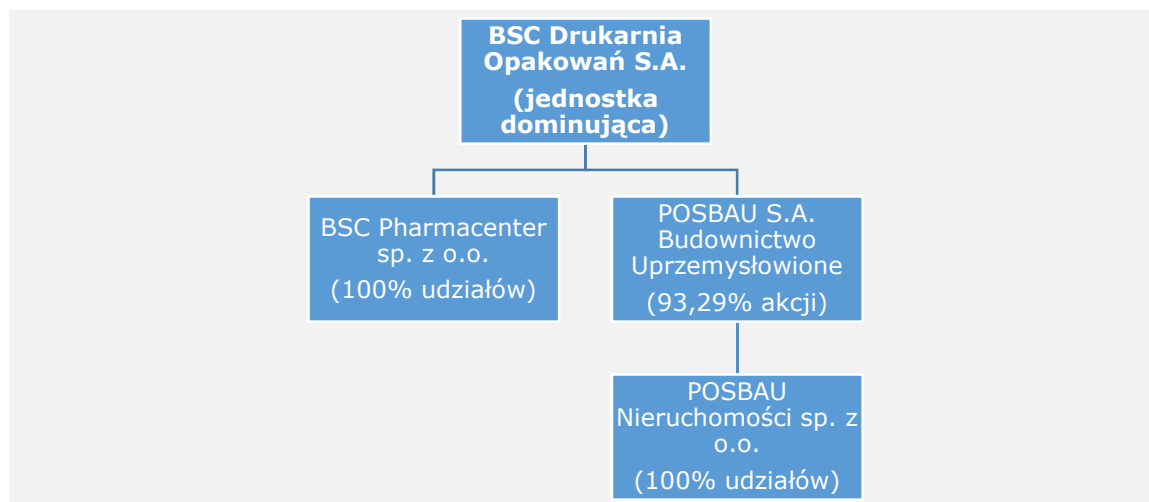 BSC Drukarnia
Opakowań S.A.
(jednostka
dominująca)
BSC Pharmacenter
sp. z o.o.
(100% udziałów)
POSBAU S.A.
Budownictwo
Uprzemysłowione
(93,29% akcji)
POSBAU
Nieruchomości sp. z
o.o.
(100% udziałów)